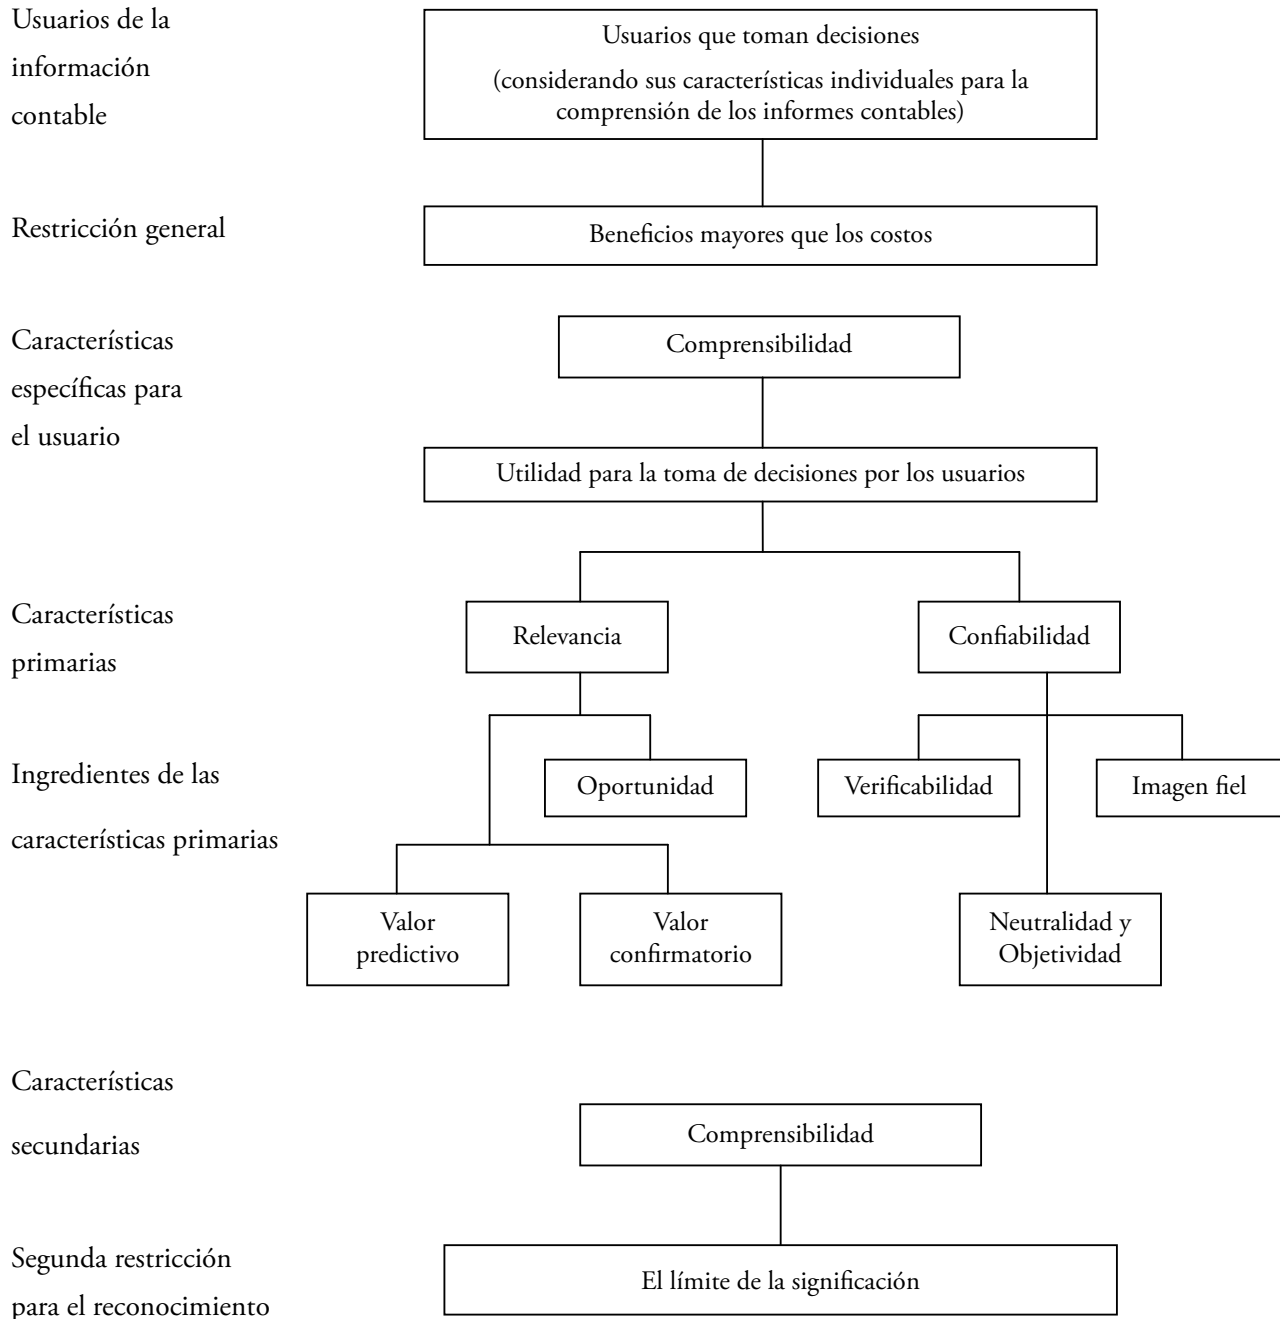 Usuarios de la
información
contable
Usuarios que toman decisiones
(considerando sus características individuales para la
comprensión de los informes contables)
Restricción general
Beneficios mayores que los costos
Características
específicas para
el usuario
Comprensibilidad
Utilidad para la toma de decisiones por los usuarios
Características
primarias
Relevancia
Confiabilidad
Ingredientes de las
características primarias
Oportunidad
Verificabilidad
Imagen fiel
Valor
predictivo
Valor
confirmatorio
Neutralidad y
Objetividad
Características
secundarias
Comprensibilidad
Segunda restricción
para el reconocimiento
El límite de la significación